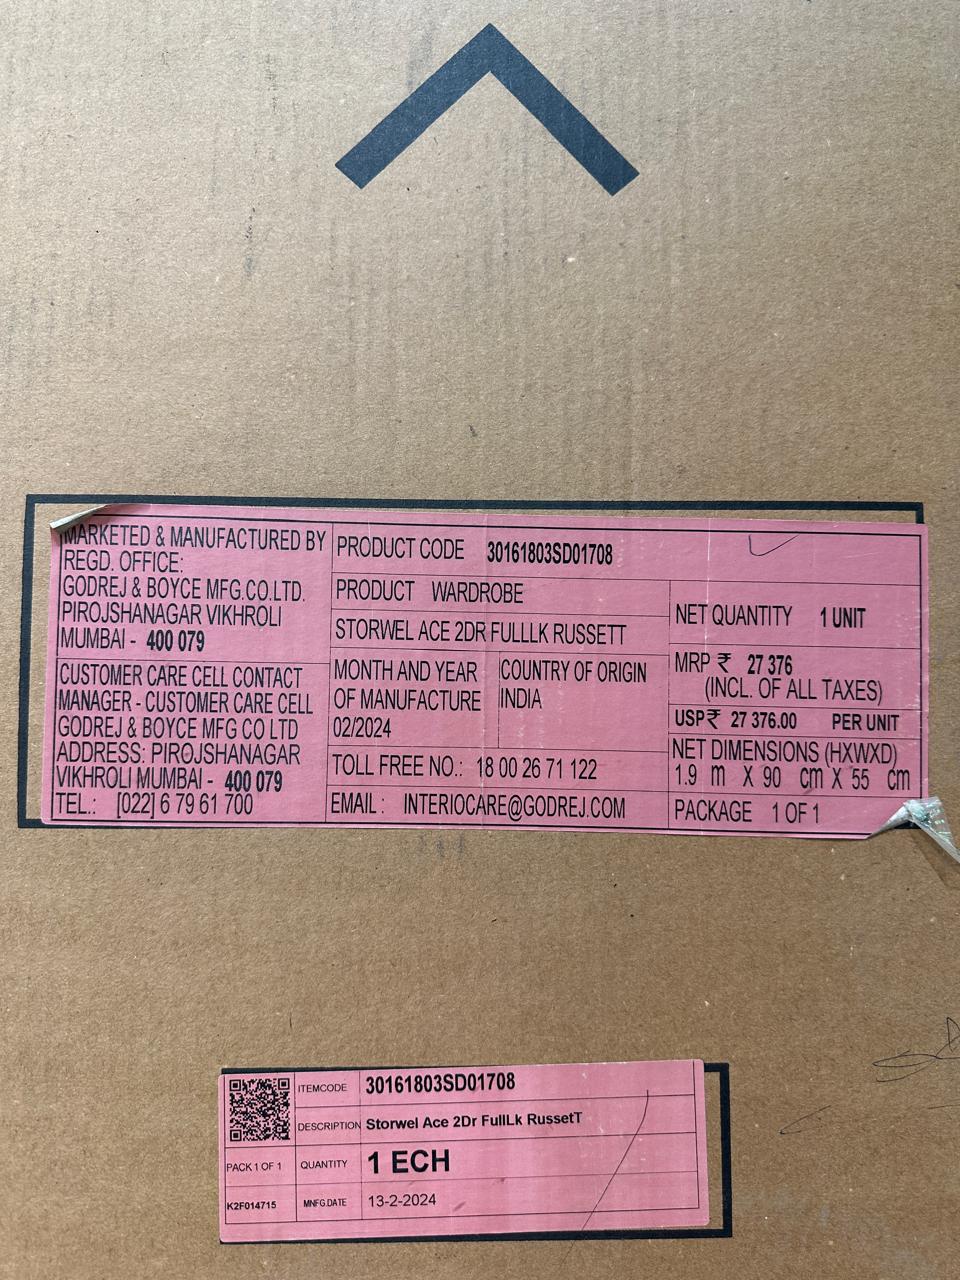 MARKETED & MANUFACTURED BY
REGD. OFFICE:
GODREJ & BOYCE MFG.CO.LTD.
PIROJSHANAGAR VIKHROLI
MUMBAI - 400 079
CUSTOMER CARE CELL CONTACT
MANAGER - CUSTOMER CARE CELL
GODREJ & BOYCE MFG CO LTD
ADDRESS: PIROJSHANAGAR
VIKHROLI MUMBAI - 400 079
TEL.: [022] 6 79 61 700
PRODUCT CODE 30161803SD01708
PRODUCT WARDROBE
STORWEL ACE 2DR FULLLK RUSSETT
MONTH AND YEAR
OF MANUFACTURE
02/2024
COUNTRY OF ORIGIN
INDIA
TOLL FREE NO.: 18 00 26 71 122
EMAIL : INTERIOCARE@GODREJ.COM
NET QUANTITY 1 UNIT
MRP ₹ 27 376
(INCL. OF ALL TAXES)
USP ₹ 27 376.00 PER UNIT
NET DIMENSIONS (HXWXD)
1.9 m X 90 cm X 55 cm
PACKAGE 1 OF 1
ITEMCODE 30161803SD01708
DESCRIPTION Storwel Ace 2Dr FullLk RussetT
PACK 1 OF 1 QUANTITY 1 ECH
K2F014715 MNFG.DATE 13-2-2024